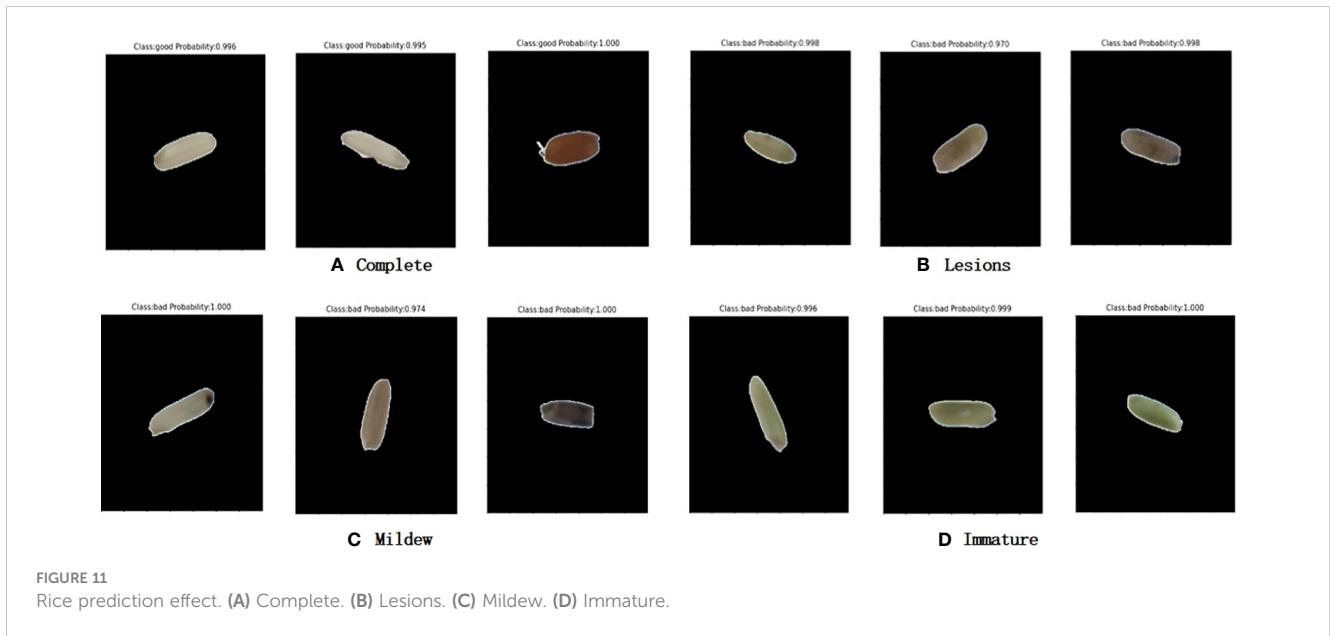 Class:good Probability:0.996
Class:good Probability:0.995
Class:good Probability:1.000
Class:bad Probability:0.998
Class:bad Probability:0.970
Class:bad Probability:0.998
A Complete
B Lesions
Class:bad Probability:1.000
Class:bad Probability:0.974
Class:bad Probability:1.000
Class:bad Probability:0.996
Class:bad Probability:0.999
Class:bad Probability:1.000
C Mildew
D Immature
FIGURE 11
Rice prediction effect. (A) Complete. (B) Lesions. (C) Mildew. (D) Immature.